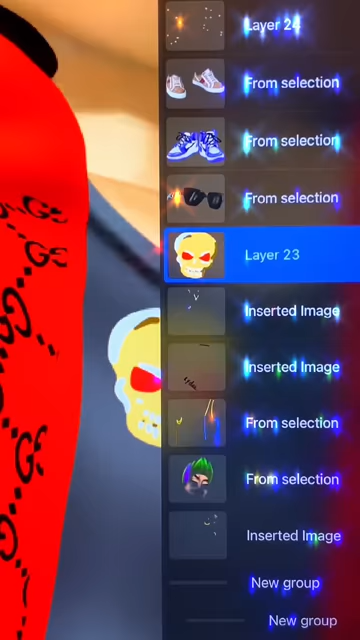 Layer 24
From selection
From selection
From selection
Layer 23
Inserted Image
Inserted Image
From selection
From selection
Inserted Image
New group
New group